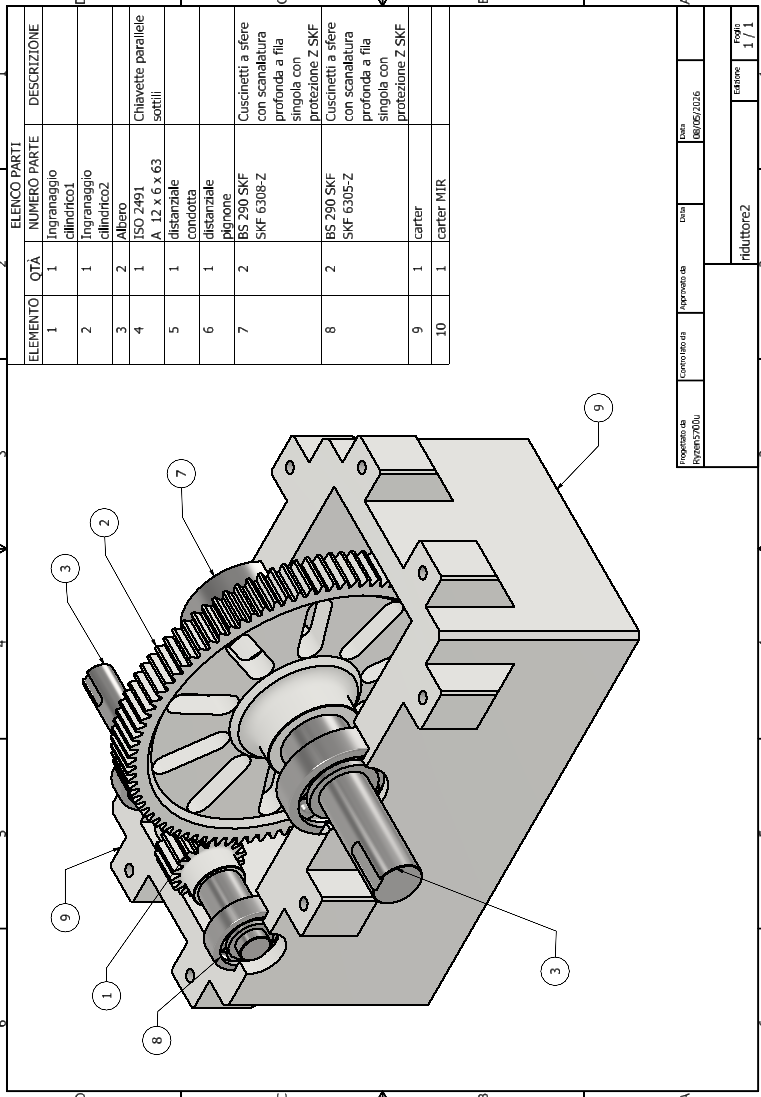 ELENCO PARTI
ELEMENTO QTÀ NUMERO PARTE DESCRIZIONE
1 1 Ingranaggio
cilindrico1
2 1 Ingranaggio
cilindrico2
3 2 Albero
4 1 ISO 2491 Chiavette parallele
A 12 x 6 x 63 sottili
5 1 distanziale
condotta
6 1 distanziale
pignone
7 2 BS 290 SKF Cuscinetti a sfere
SKF 6308-Z con scanalatura
profonda a fila
singola con
protezione Z SKF
8 2 BS 290 SKF Cuscinetti a sfere
SKF 6305-Z con scanalatura
profonda a fila
singola con
protezione Z SKF
9 1 carter
10 1 carter MIR
3
2
7
9
9
1
8
3
Progettato da Controllato da Approvato da Data Data
Ryzen5700u 08/05/2026
riduttore2
Edizione Foglio
1 / 1
6 5 4 3 2 1
D C B A